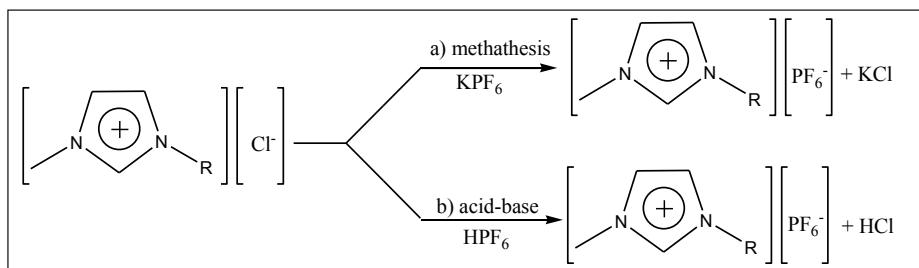 a) methathesis
KPF6
N + N R PF6- + KCl
N + N R Cl-
b) acid-base
HPF6
N + N R PF6- + HCl